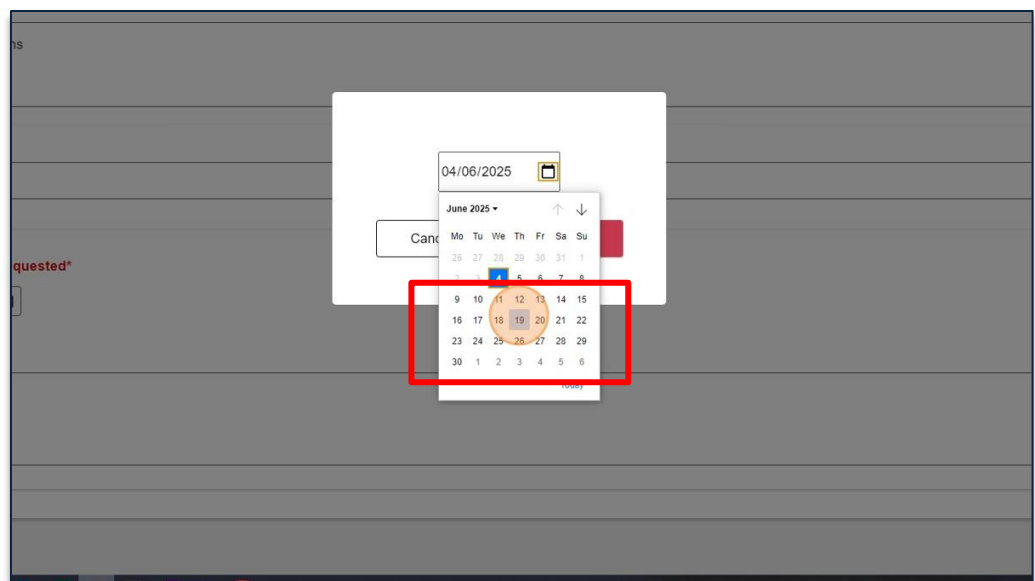 ns
04/06/2025
June 2025
Canc
Mo Tu We Th Fr Sa Su
26 27 28 29 30 31 1
quested*
2 3 4 5 6 7 8
9 10 11 12 13 14 15
16 17 18 19 20 21 22
23 24 25 26 27 28 29
30 1 2 3 4 5 6
Today